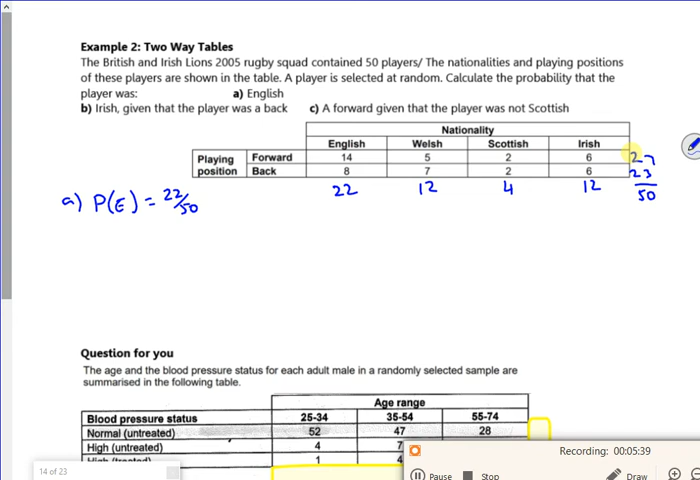 Example 2: Two Way Tables
The British and Irish Lions 2005 rugby squad contained 50 players/ The nationalities and playing positions
of these players are shown in the table. A player is selected at random. Calculate the probability that the
player was: a) English
b) Irish, given that the player was a back c) A forward given that the player was not Scottish
Nationality
English Welsh Scottish Irish
Playing position Forward 14 5 2 6 27
Back 8 7 2 6 23
22 12 4 12 50
a) P(E) = 22/50
Question for you
The age and the blood pressure status for each adult male in a randomly selected sample are
summarised in the following table.
Age range
Blood pressure status 25-34 35-54 55-74
Normal (untreated) 52 47 28
High (untreated) 4 7
High (treated) 1 4
Recording: 00:05:39
14 of 23
Pause Stop Draw